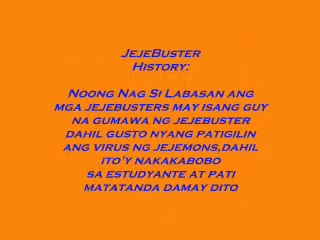 JejeBuster
History:
Noong Nag Si Labasan ang
mga jejebusters may isang guy
na gumawa ng jejebuster
dahil gusto nyang patigilin
ang virus ng jejemons,dahil
ito'y nakakabobo
sa estudyante at pati
matatanda damay dito